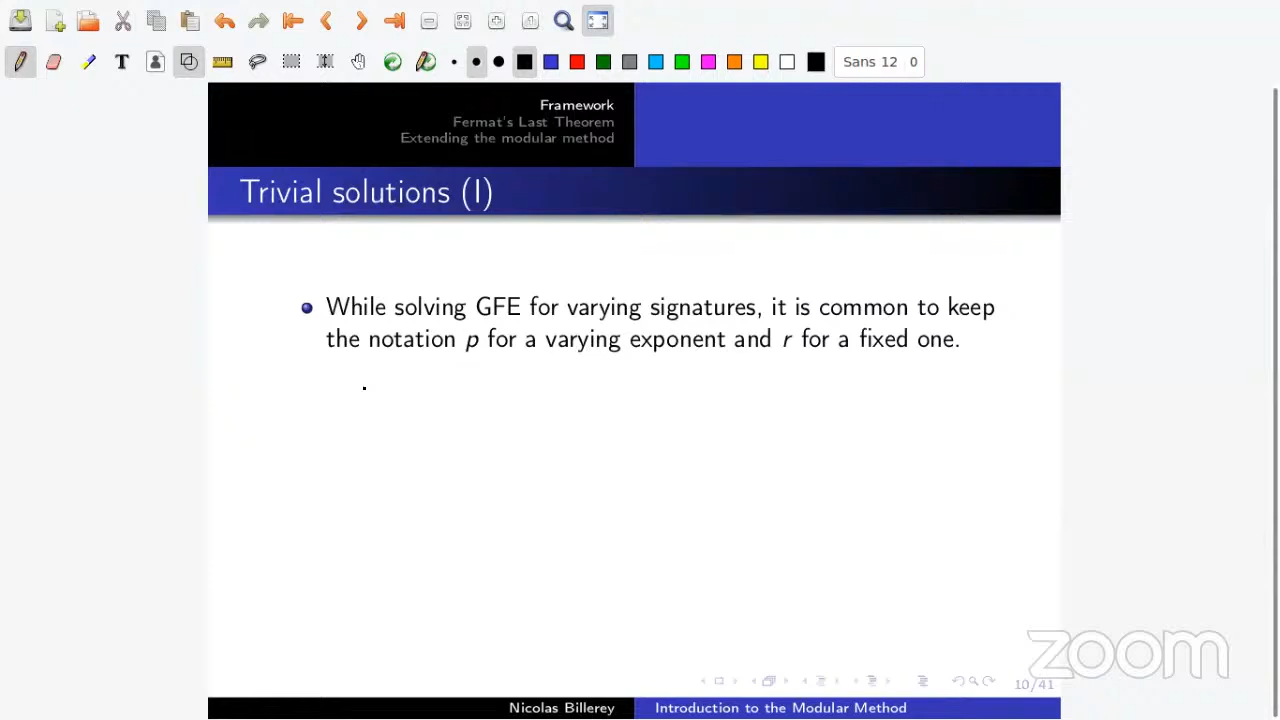 Sans 12 0
Framework
Fermat's Last Theorem
Extending the modular method
Trivial solutions (I)
While solving GFE for varying signatures, it is common to keep
the notation p for a varying exponent and r for a fixed one.
zoom
10/41
Nicolas Billerey Introduction to the Modular Method